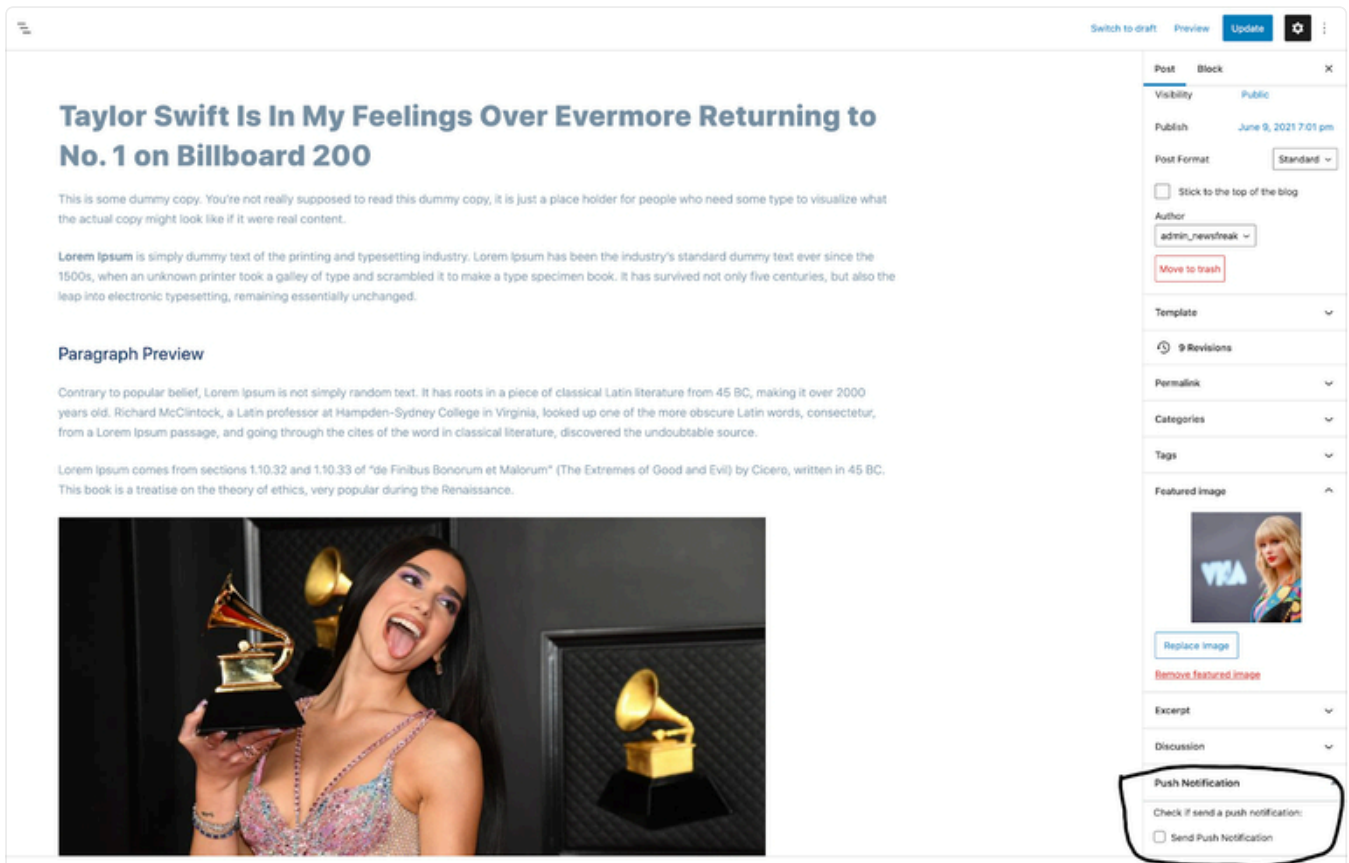 Switch to draft Preview Update
Post Block
Visibility Public
Publish June 9, 2021 7:01 pm
Post Format Standard
Stick to the top of the blog
Author
admin_newsfreak
Move to trash
Template
9 Revisions
Permalink
Categories
Tags
Featured image
VMA
Replace Image
Remove featured image
Excerpt
Discussion
Push Notification
Check if send a push notification:
Send Push Notification
Taylor Swift Is In My Feelings Over Evermore Returning to
No. 1 on Billboard 200
This is some dummy copy. You're not really supposed to read this dummy copy, it is just a place holder for people who need some type to visualize what
the actual copy might look like if it were real content.
Lorem Ipsum is simply dummy text of the printing and typesetting industry. Lorem Ipsum has been the industry's standard dummy text ever since the
1500s, when an unknown printer took a galley of type and scrambled it to make a type specimen book. It has survived not only five centuries, but also the
leap into electronic typesetting, remaining essentially unchanged.
Paragraph Preview
Contrary to popular belief, Lorem Ipsum is not simply random text. It has roots in a piece of classical Latin literature from 45 BC, making it over 2000
years old. Richard McClintock, a Latin professor at Hampden-Sydney College in Virginia, looked up one of the more obscure Latin words, consectetur,
from a Lorem Ipsum passage, and going through the cites of the word in classical literature, discovered the undoubtable source.
Lorem Ipsum comes from sections 1.10.32 and 1.10.33 of "de Finibus Bonorum et Malorum" (The Extremes of Good and Evil) by Cicero, written in 45 BC.
This book is a treatise on the theory of ethics, very popular during the Renaissance.